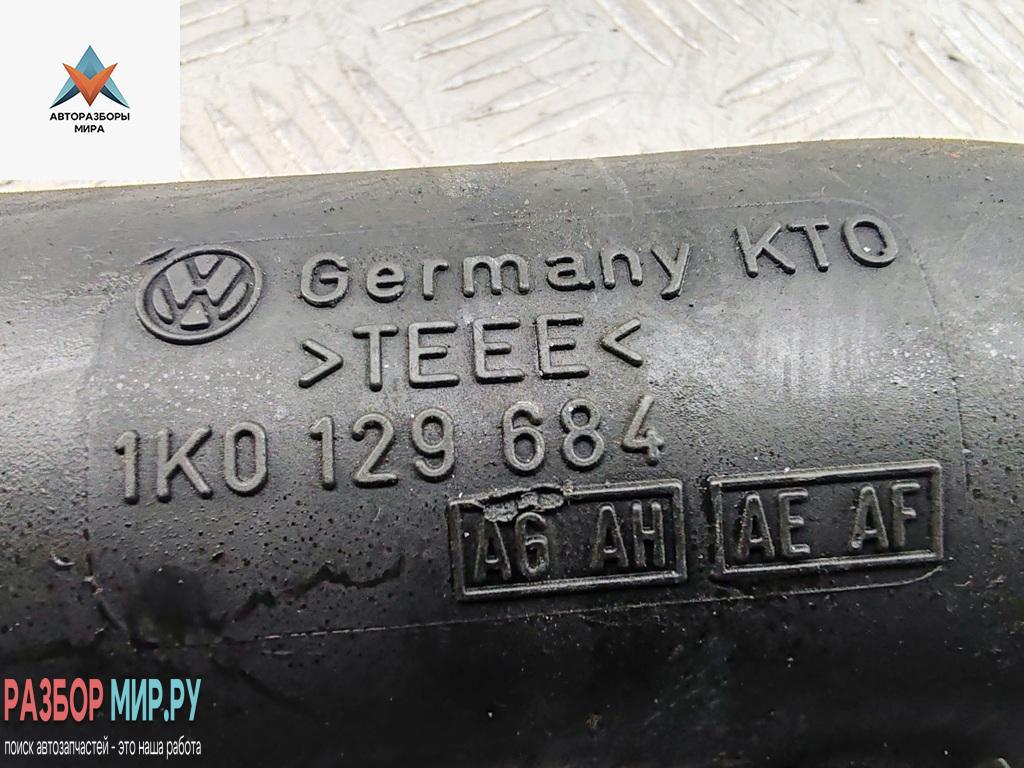 АВТОРАЗБОРЫ
МИРА
Germany KTO
>TEEE<
1K0 129 684
A6 AH AE AF
РАЗБОР МИР.РУ
поиск автозапчастей - это наша работа